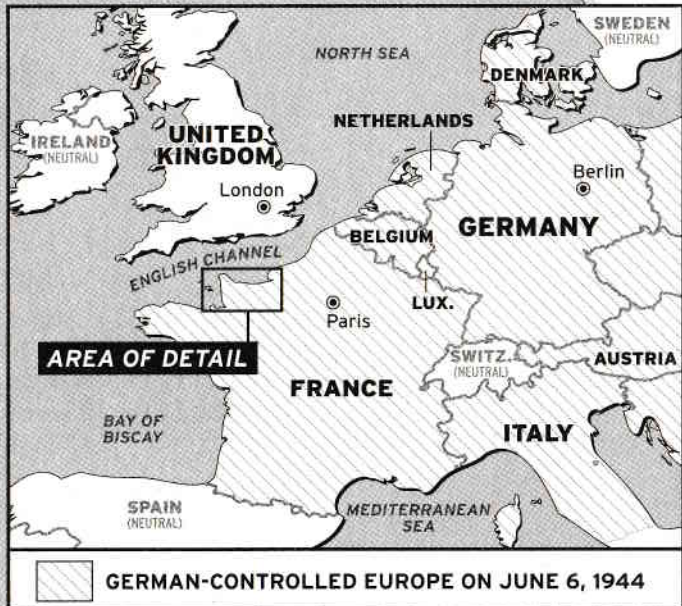 SWEDEN
(NEUTRAL)
NORTH SEA
DENMARK
NETHERLANDS
IRELAND
(NEUTRAL)
UNITED
KINGDOM
London
Berlin
GERMANY
BELGIUM
ENGLISH CHANNEL
LUX.
Paris
AREA OF DETAIL
SWITZ.
(NEUTRAL)
AUSTRIA
FRANCE
BAY OF
BISCAY
ITALY
SPAIN
(NEUTRAL)
MEDITERRANEAN
SEA
GERMAN-CONTROLLED EUROPE ON JUNE 6, 1944